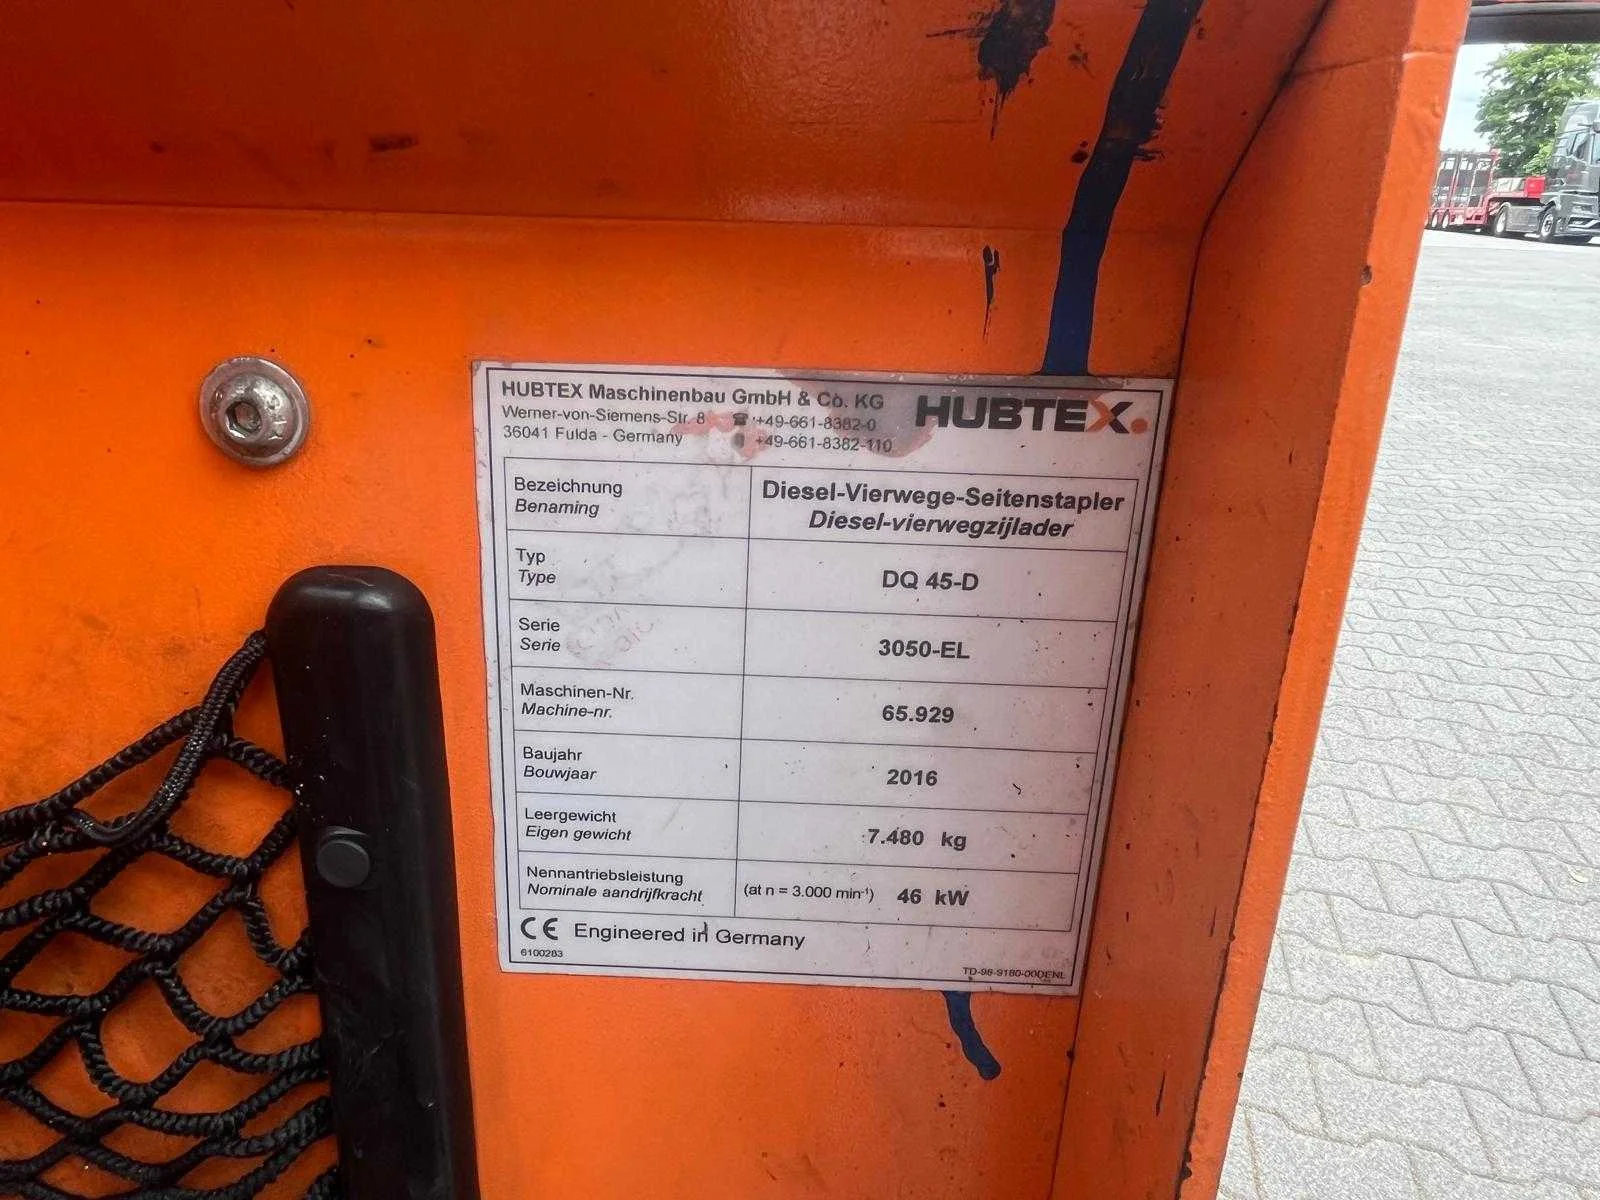 HUBTEX Maschinenbau GmbH & Co. KG
Werner-von-Siemens-Str. 8 ☎ +49-661-8382-0
36041 Fulda - Germany +49-661-8382-110
HUBTEX.
Bezeichnung
Benaming
Diesel-Vierwege-Seitenstapler
Diesel-vierwegzijlader
Typ
Type
DQ 45-D
Serie
Serie
3050-EL
Maschinen-Nr.
Machine-nr.
65.929
Baujahr
Bouwjaar
2016
Leergewicht
Eigen gewicht
7.480 kg
Nennantriebsleistung
Nominale aandrijfkracht
(at n = 3.000 min⁻¹) 46 kW
CE Engineered in Germany
6100283
TD-98-9180-00DENL